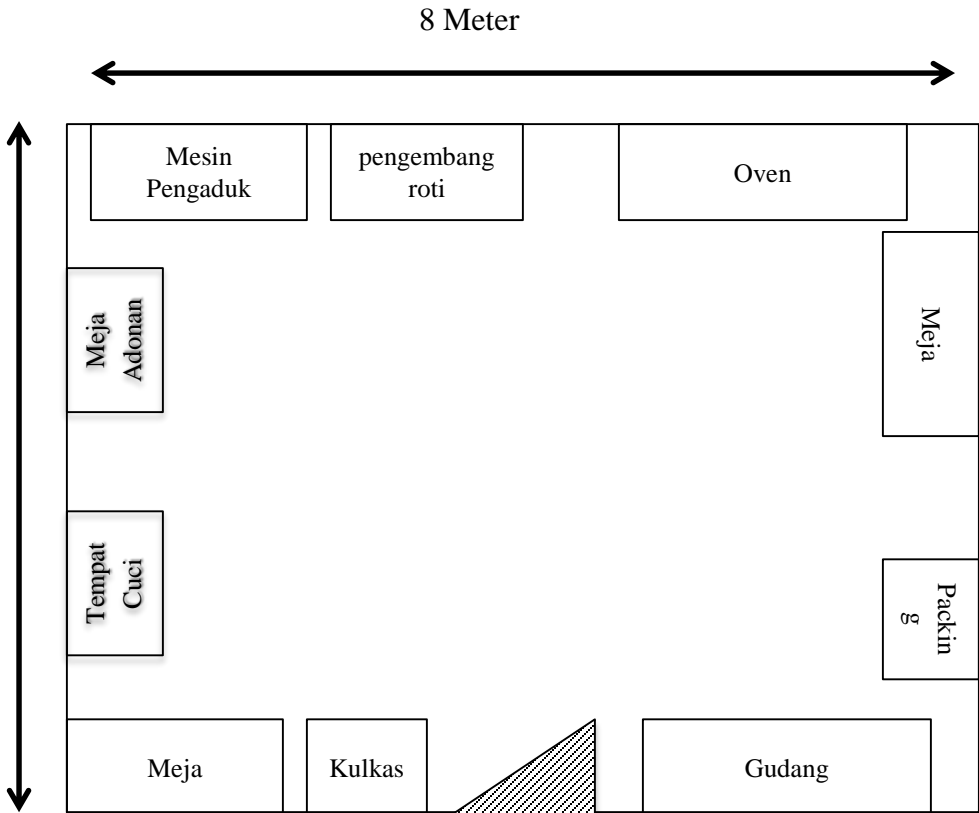 8 Meter
Mesin
Pengaduk
pengembang
roti
Oven
Meja
Adonan
Meja
Tempat
Cuci
Packin
g
Meja
Kulkas
Gudang